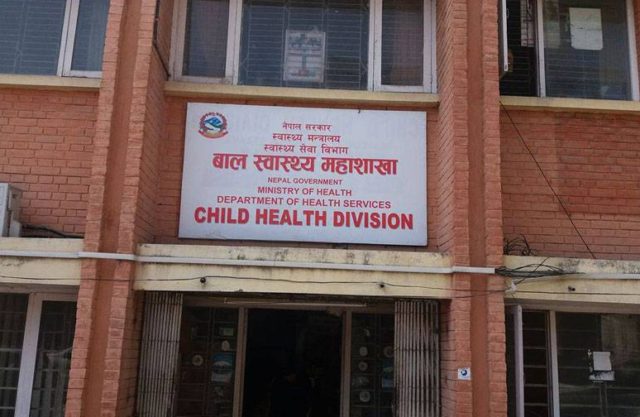 नेपाल सरकार
स्वास्थ्य मन्त्रालय
स्वास्थ्य सेवा विभाग
बाल स्वास्थ्य महाशाखा
NEPAL GOVERNMENT
MINISTRY OF HEALTH
DEPARTMENT OF HEALTH SERVICES
CHILD HEALTH DIVISION